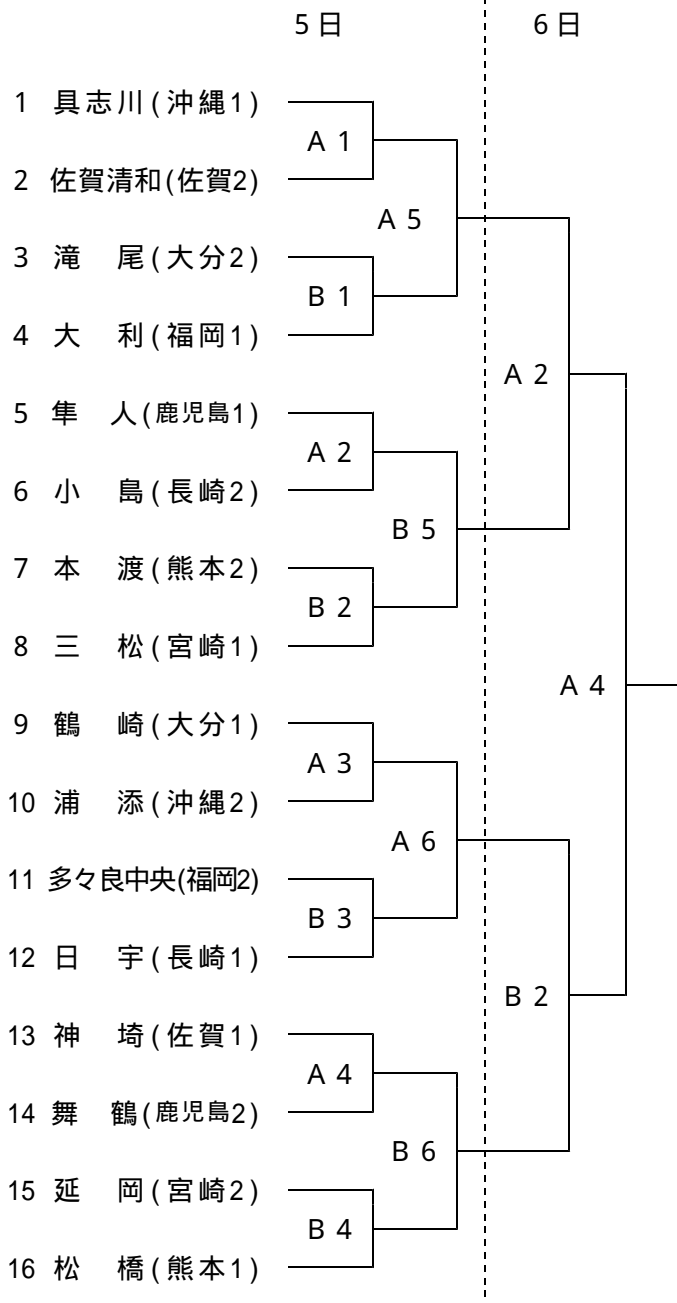 5日 6日
1 具志川(沖縄1)
A 1
2 佐賀清和(佐賀2)
A 5
3 滝 尾(大分2)
B 1
4 大 利(福岡1)
A 2
5 隼 人(鹿児島1)
A 2
6 小 島(長崎2)
B 5
7 本 渡(熊本2)
B 2
8 三 松(宮崎1)
A 4
9 鶴 崎(大分1)
A 3
10 浦 添(沖縄2)
A 6
11 多々良中央(福岡2)
B 3
12 日 宇(長崎1)
B 2
13 神 埼(佐賀1)
A 4
14 舞 鶴(鹿児島2)
B 6
15 延 岡(宮崎2)
B 4
16 松 橋(熊本1)